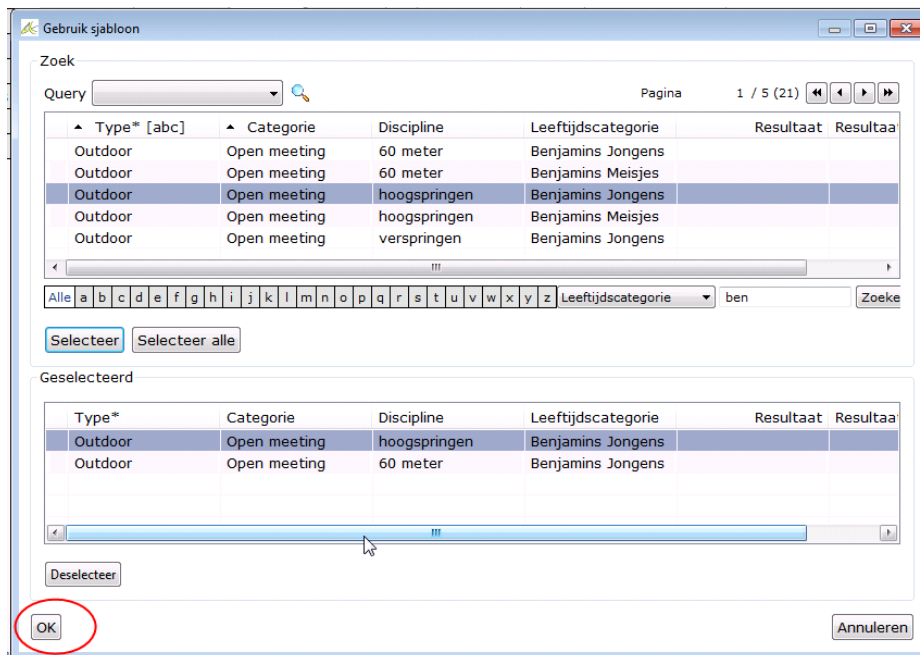 Gebruik sjabloon
Zoek
Query Pagina 1 / 5 (21)
Type* [abc] Categorie Discipline Leeftijdscategorie Resultaat Resultaa
Outdoor Open meeting 60 meter Benjamins Jongens
Outdoor Open meeting 60 meter Benjamins Meisjes
Outdoor Open meeting hoogspringen Benjamins Jongens
Outdoor Open meeting hoogspringen Benjamins Meisjes
Outdoor Open meeting verspringen Benjamins Jongens
Alle a b c d e f g h i j k l m n o p q r s t u v w x y z Leeftijdscategorie ben Zoeke
Selecteer Selecteer alle
Geselecteerd
Type* Categorie Discipline Leeftijdscategorie Resultaat Resultaa
Outdoor Open meeting hoogspringen Benjamins Jongens
Outdoor Open meeting 60 meter Benjamins Jongens
Deselecteer
OK Annuleren